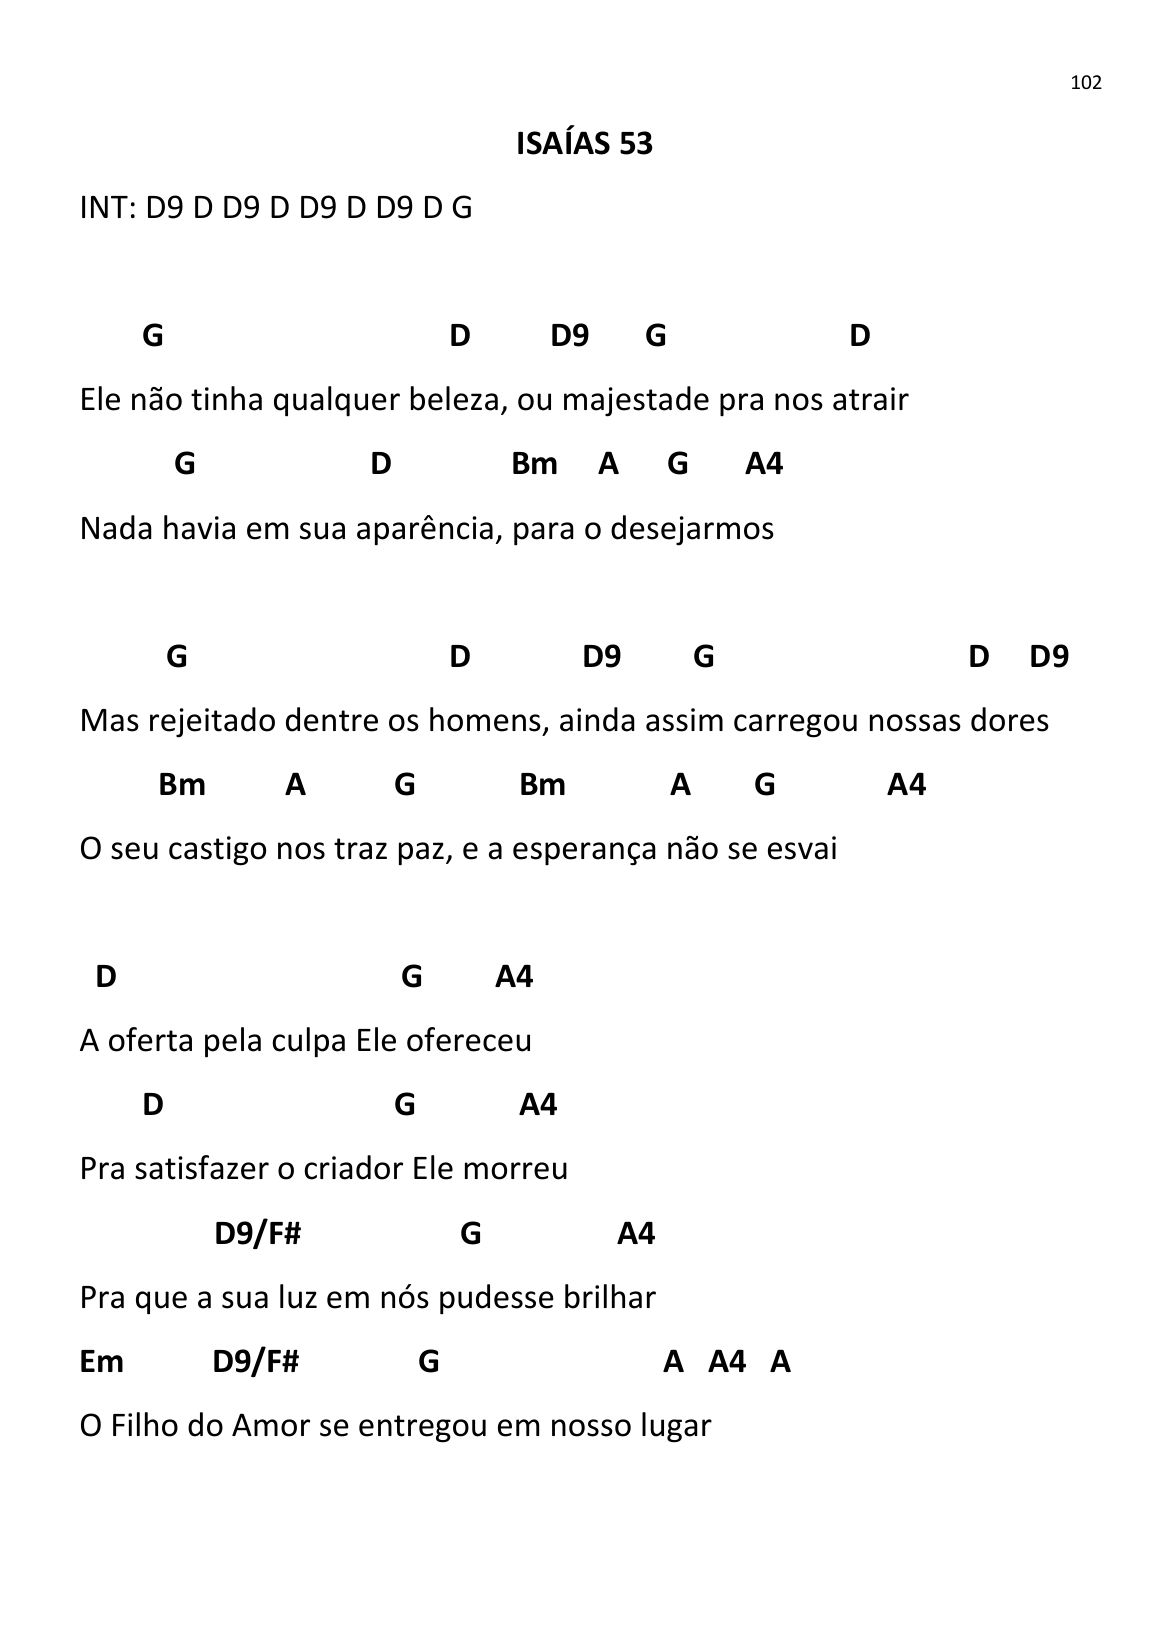 102
ISAÍAS 53
INT: D9 D D9 D D9 D D9 D G
G D D9 G D
Ele não tinha qualquer beleza, ou majestade pra nos atrair
G D Bm A G A4
Nada havia em sua aparência, para o desejarmos
G D D9 G D D9
Mas rejeitado dentre os homens, ainda assim carregou nossas dores
Bm A G Bm A G A4
O seu castigo nos traz paz, e a esperança não se esvai
D G A4
A oferta pela culpa Ele ofereceu
D G A4
Pra satisfazer o criador Ele morreu
D9/F# G A4
Pra que a sua luz em nós pudesse brilhar
Em D9/F# G A A4 A
O Filho do Amor se entregou em nosso lugar